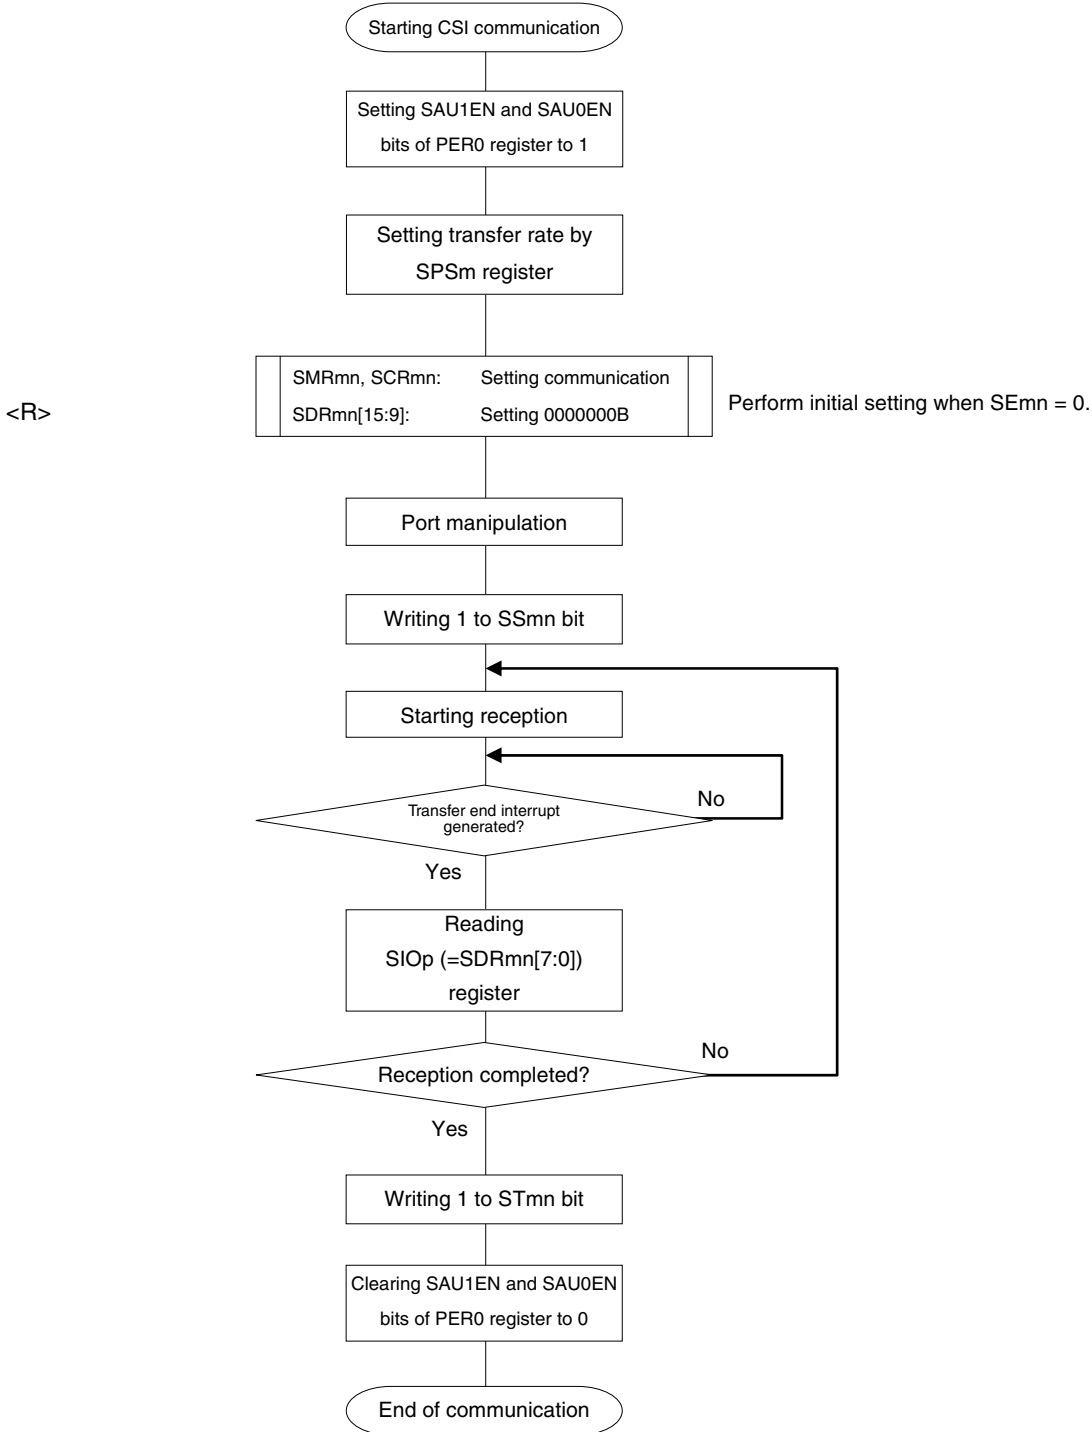 Starting CSI communication
Setting SAU1EN and SAU0EN
bits of PER0 register to 1
Setting transfer rate by
SPSm register
SMRmn, SCRmn: Setting communication
<R>
SDRmn[15:9]: Setting 0000000B
Perform initial setting when SEmn = 0.
Port manipulation
Writing 1 to SSmn bit
Starting reception
Transfer end interrupt
generated?
No
Yes
Reading
SIOp (=SDRmn[7:0])
register
Reception completed?
No
Yes
Writing 1 to STmn bit
Clearing SAU1EN and SAU0EN
bits of PER0 register to 0
End of communication